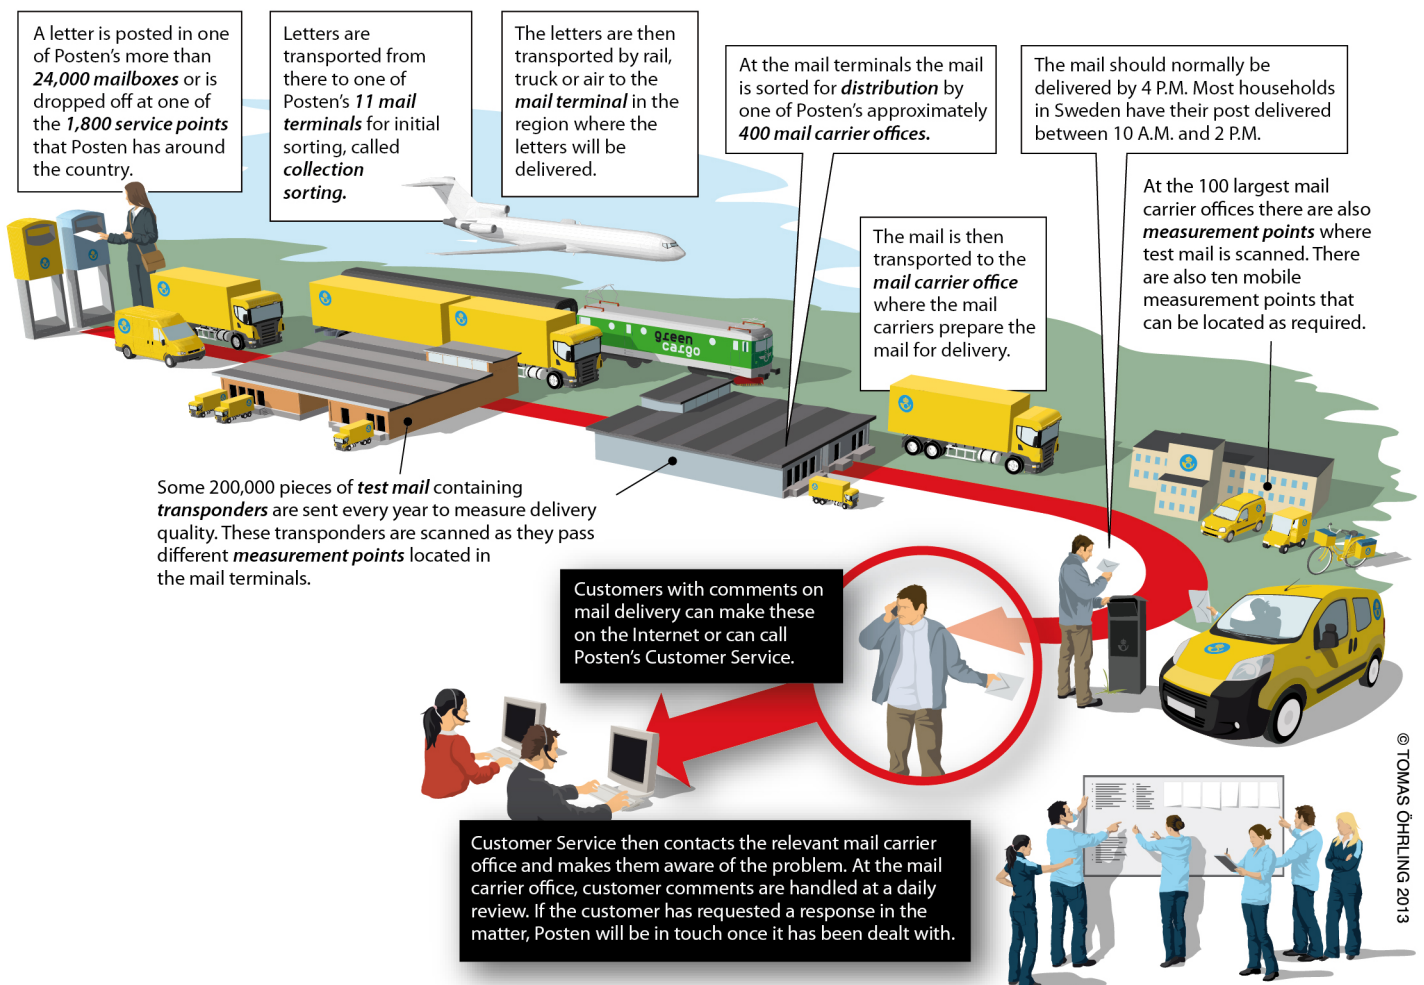 A letter is posted in one
of Posten's more than
24,000 mailboxes or is
dropped off at one of
the 1,800 service points
that Posten has around
the country.
Letters are
transported from
there to one of
Posten's 11 mail
terminals for initial
sorting, called
collection
sorting.
The letters are then
transported by rail,
truck or air to the
mail terminal in the
region where the
letters will be
delivered.
At the mail terminals the mail
is sorted for distribution by
one of Posten's approximately
400 mail carrier offices.
The mail should normally be
delivered by 4 P.M. Most households
in Sweden have their post delivered
between 10 A.M. and 2 P.M.
The mail is then
transported to the
mail carrier office
where the mail
carriers prepare the
mail for delivery.
At the 100 largest mail
carrier offices there are also
measurement points where
test mail is scanned. There
are also ten mobile
measurement points that
can be located as required.
green
cargo
Some 200,000 pieces of test mail containing
transponders are sent every year to measure delivery
quality. These transponders are scanned as they pass
different measurement points located in
the mail terminals.
Customers with comments on
mail delivery can make these
on the Internet or can call
Posten's Customer Service.
Customer Service then contacts the relevant mail carrier
office and makes them aware of the problem. At the mail
carrier office, customer comments are handled at a daily
review. If the customer has requested a response in the
matter, Posten will be in touch once it has been dealt with.
© TOMAS ÖHRLING 2013